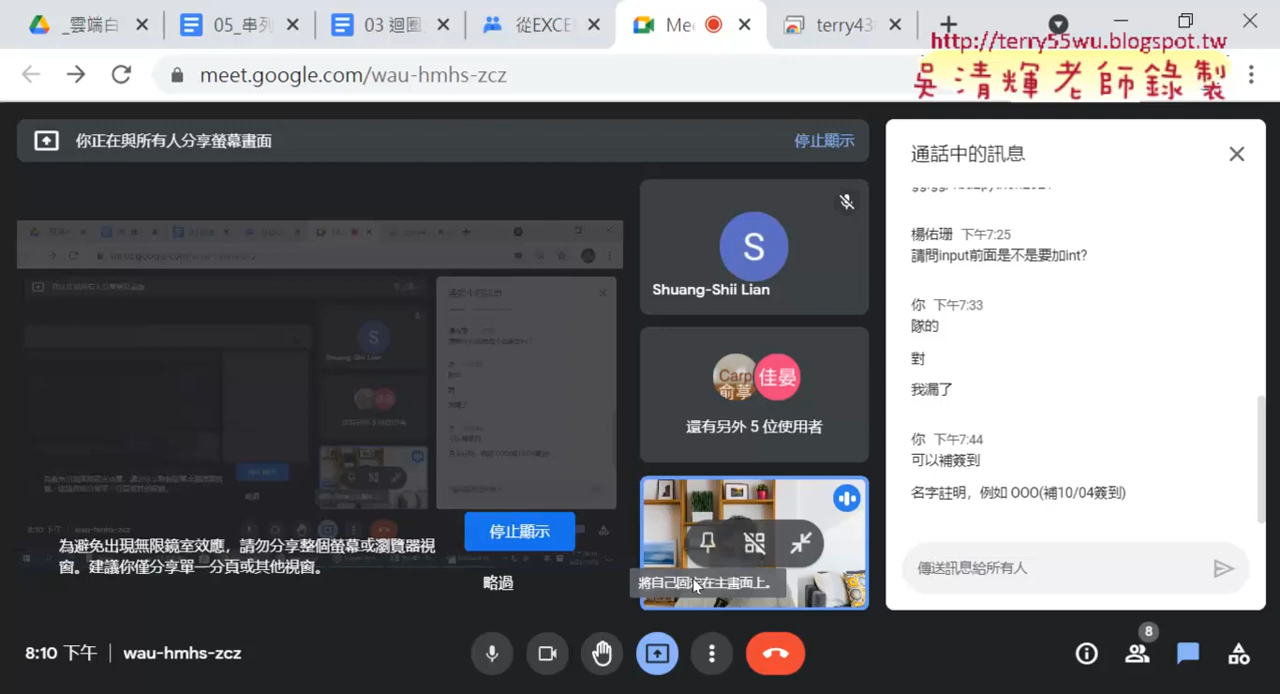 _雲端白
05_串列
03 迴圈
從EXCE
Mee
terry43
http://terry55wu.blogspot.tw
meet.google.com/wau-hmhs-zcz
吳清輝老師錄製
你正在與所有人分享螢幕畫面
停止顯示
Shuang-Shii Lian
S
Carp
俞葶
佳晏
還有另外 5 位使用者
停止顯示
為避免出現無限鏡室效應，請勿分享整個螢幕或瀏覽器視
窗。建議你僅分享單一分頁或其他視窗。
略過
將自己固定在主畫面上。
通話中的訊息
楊佑珊 下午7:25
請問input前面是不是要加int?
你 下午7:33
隊的
對
我漏了
你 下午7:44
可以補簽到
名字註明，例如 OOO(補10/04簽到)
傳送訊息給所有人
8:10 下午 | wau-hmhs-zcz
8